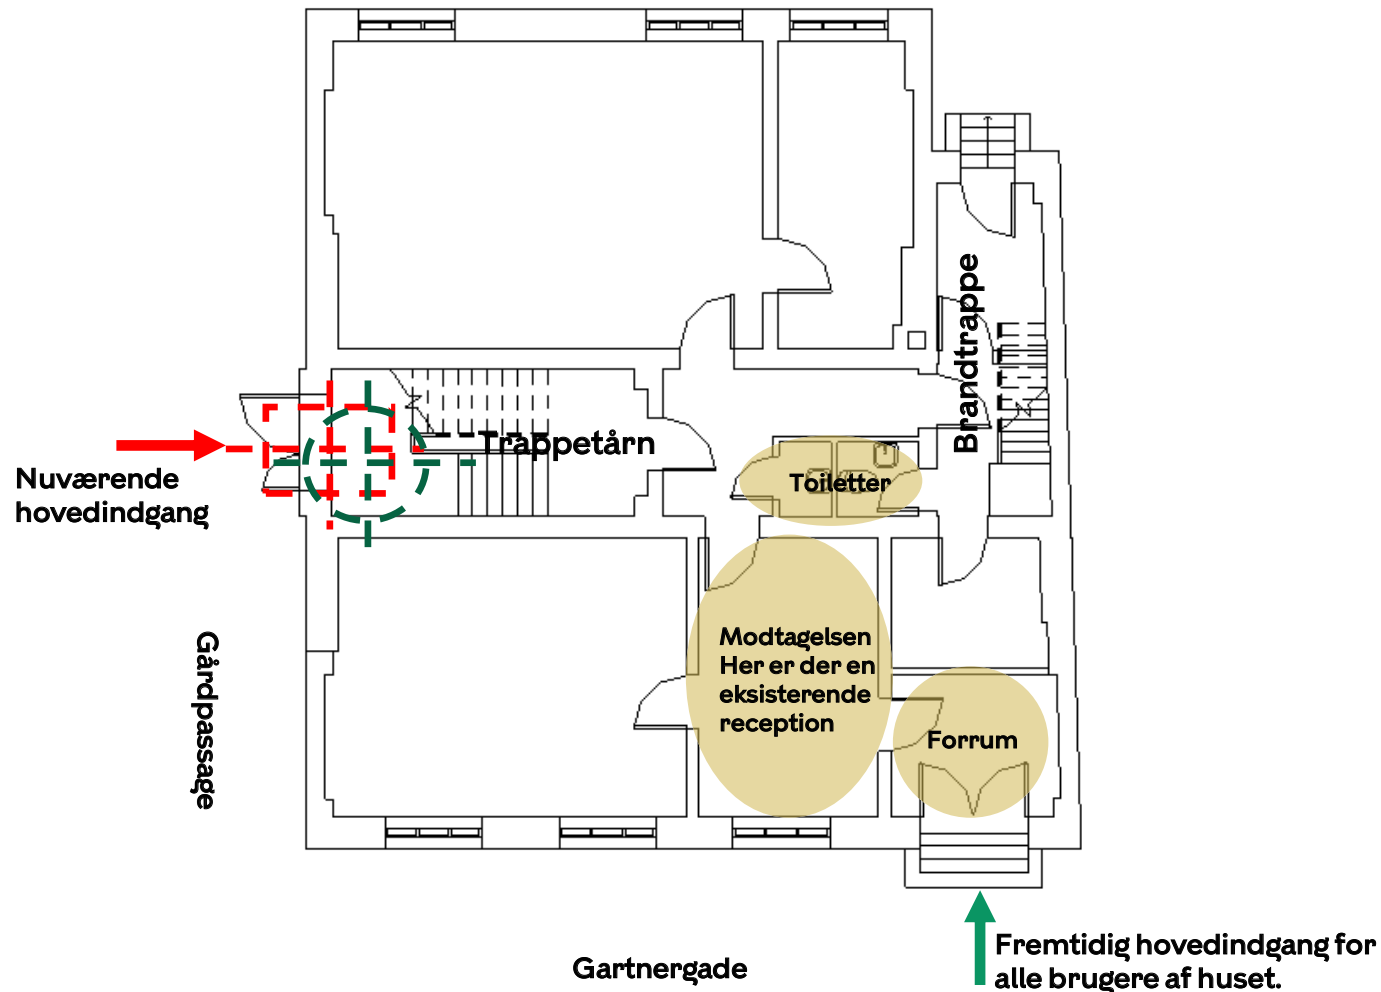 Brandtrappe
Trappetårn
Nuværende
hovedindgang
Toiletter
Gårdpassage
Modtagelsen
Her er der en
eksisterende
reception
Forrum
Gartnergade
Fremtidig hovedindgang for
alle brugere af huset.